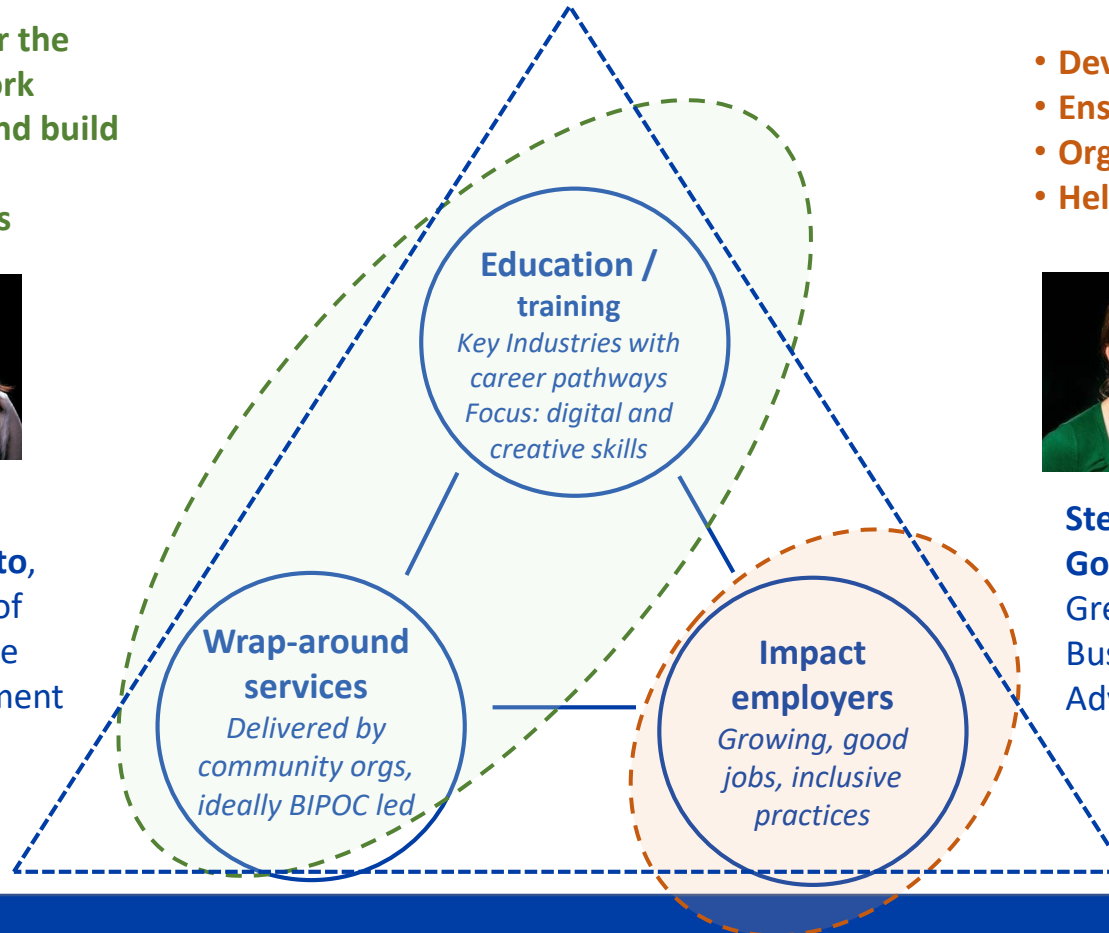 r the
ork
nd build
s
to,
of
e
ment
Education /
training
Key Industries with
career pathways
Focus: digital and
creative skills
Wrap-around
services
Delivered by
community orgs,
ideally BIPOC led
Impact
employers
Growing, good
jobs, inclusive
practices
• Dev
• Ens
• Org
• Hel
Ste
Go
Gre
Bus
Adv